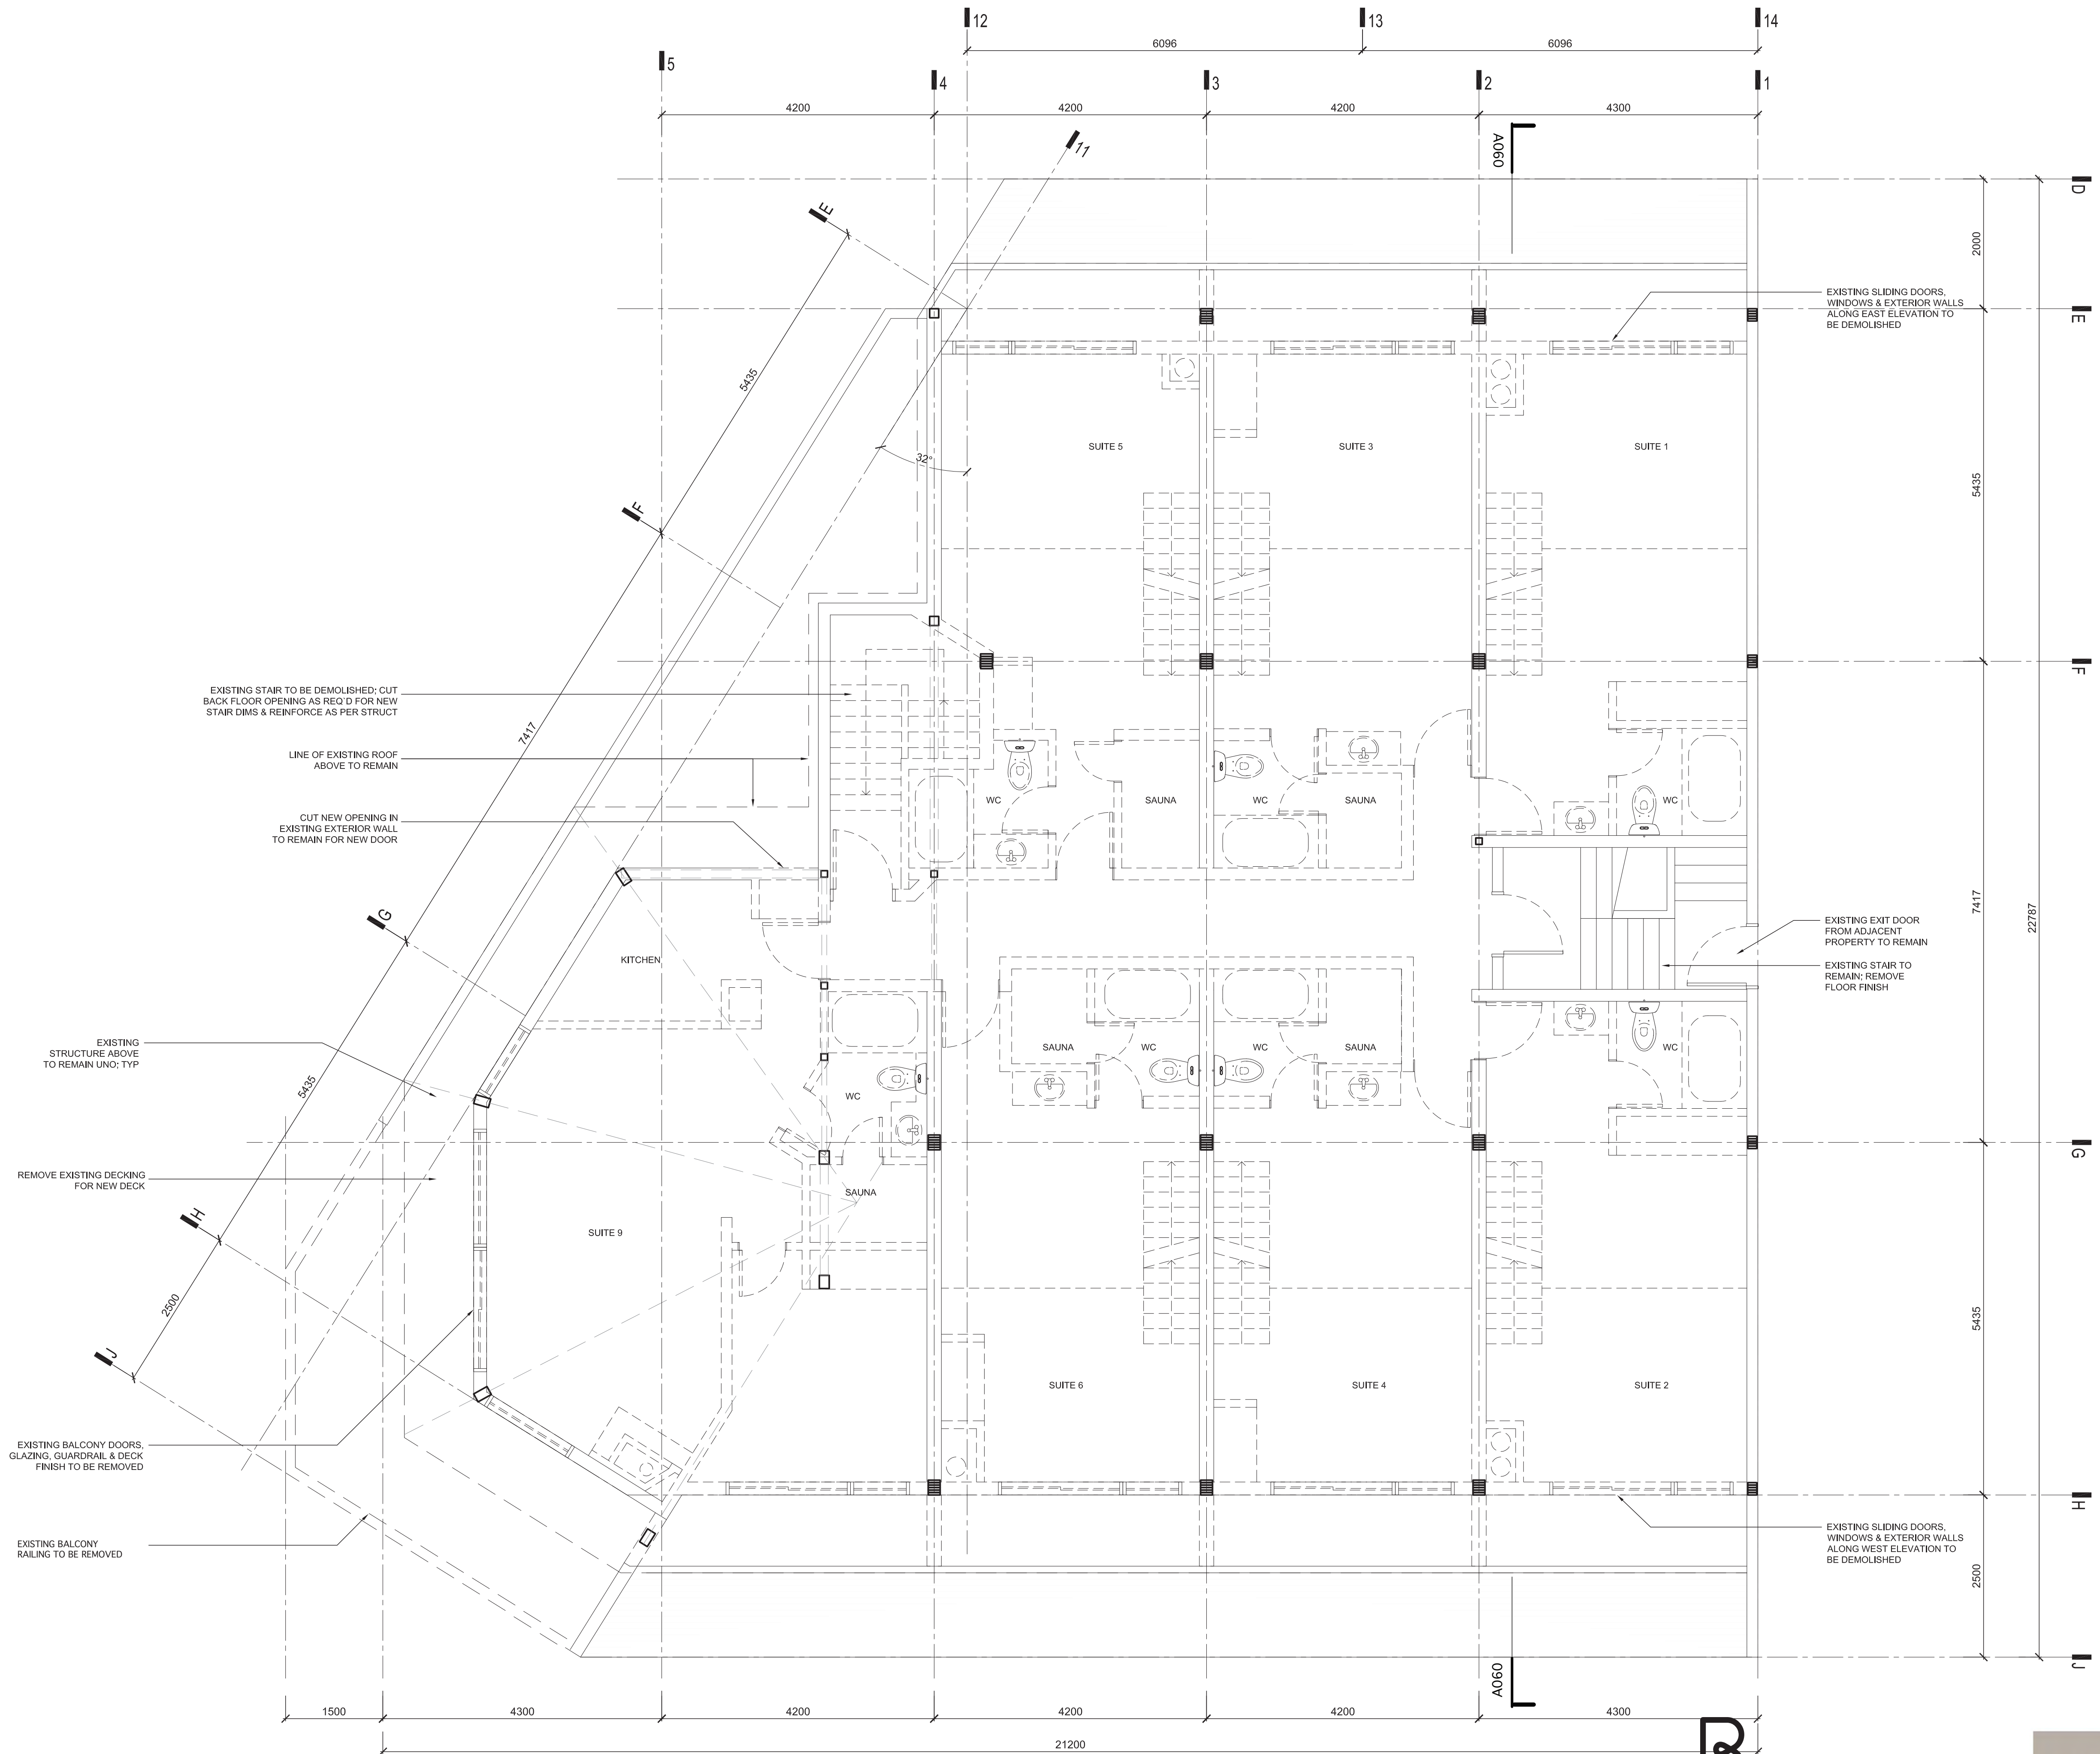 12
13
14
6096
6096
5
4
3
2
1
4200
4200
4200
4300
11
A060
D
E
2000
EXISTING SLIDING DOORS,
WINDOWS & EXTERIOR WALLS
ALONG EAST ELEVATION TO
BE DEMOLISHED
E
5435
32°
SUITE 5
SUITE 3
SUITE 1
5435
F
F
EXISTING STAIR TO BE DEMOLISHED; CUT
BACK FLOOR OPENING AS REQ'D FOR NEW
STAIR DIMS & REINFORCE AS PER STRUCT
7417
LINE OF EXISTING ROOF
ABOVE TO REMAIN
WC
SAUNA
WC
SAUNA
WC
CUT NEW OPENING IN
EXISTING EXTERIOR WALL
TO REMAIN FOR NEW DOOR
G
KITCHEN
7417
22787
EXISTING EXIT DOOR
FROM ADJACENT
PROPERTY TO REMAIN
EXISTING STAIR TO
REMAIN; REMOVE
FLOOR FINISH
EXISTING
STRUCTURE ABOVE
TO REMAIN UNO; TYP
SAUNA
WC
WC
SAUNA
WC
5435
WC
G
REMOVE EXISTING DECKING
FOR NEW DECK
SAUNA
H
SUITE 9
2500
5435
J
SUITE 6
SUITE 4
SUITE 2
EXISTING BALCONY DOORS,
GLAZING, GUARDRAIL & DECK
FINISH TO BE REMOVED
H
EXISTING BALCONY
RAILING TO BE REMOVED
EXISTING SLIDING DOORS,
WINDOWS & EXTERIOR WALLS
ALONG WEST ELEVATION TO
BE DEMOLISHED
2500
J
A060
1500
4300
4200
4200
4200
4300
21200